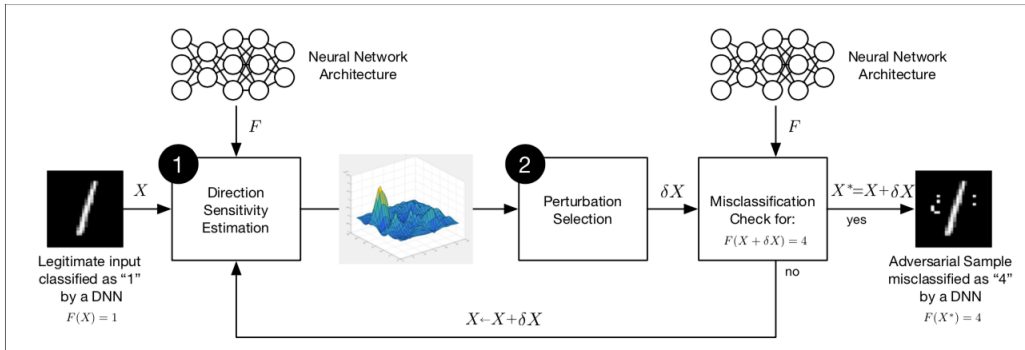 Neural Network
Architecture
Neural Network
Architecture
F
F
1
2
X
Direction
Sensitivity
Estimation
Perturbation
Selection
δX
Misclassification
Check for:
F(X + δX) = 4
X*=X+δX
yes
no
Legitimate input
classified as “1”
by a DNN
F(X) = 1
Adversarial Sample
misclassified as “4”
by a DNN
F(X*) = 4
X←X+δX